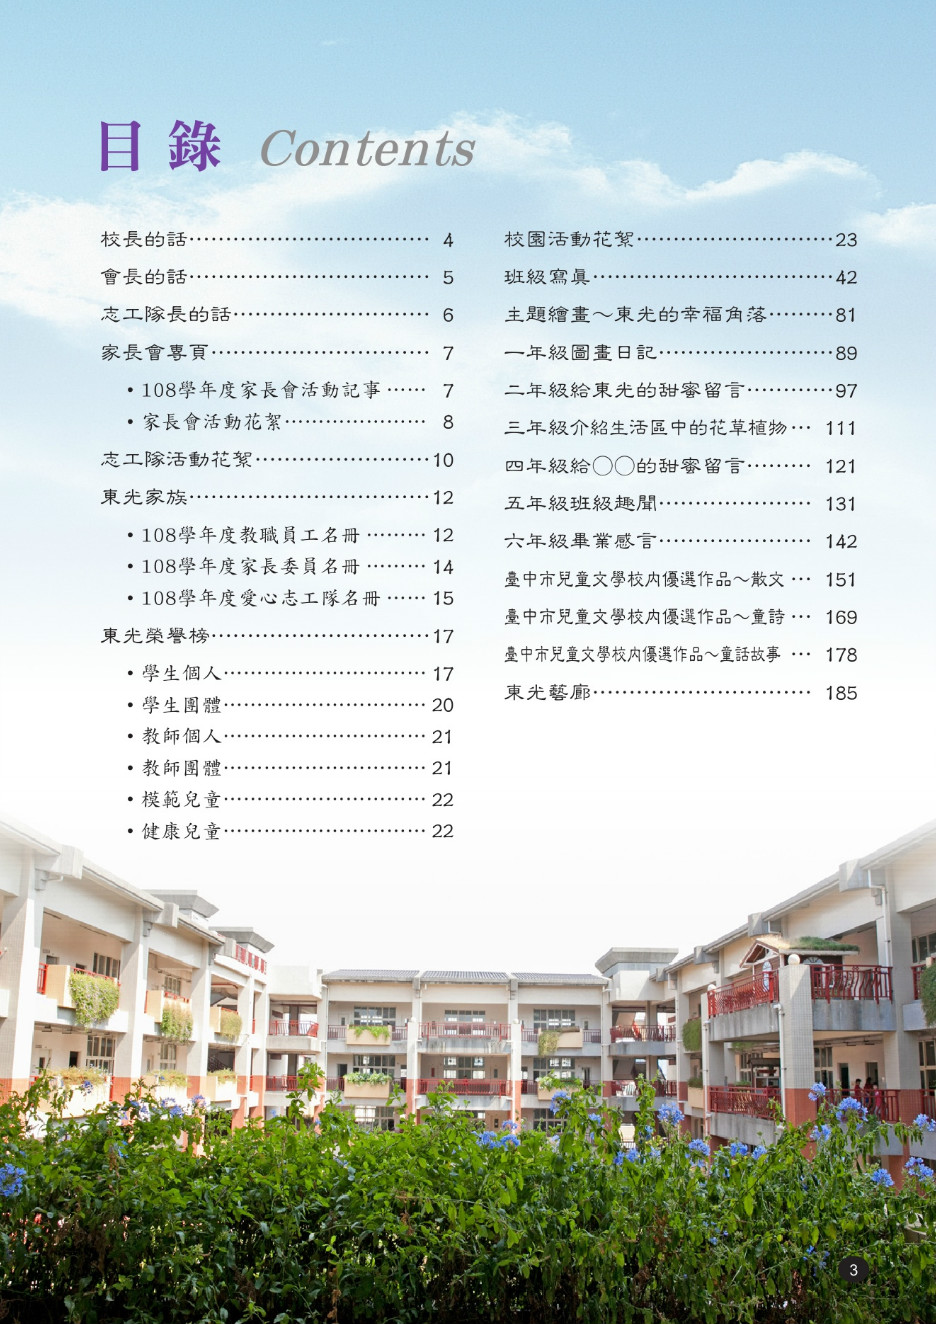 目錄 Contents
校長的話……………………………… 4
會長的話……………………………… 5
志工隊長的話………………………… 6
家長會專頁…………………………… 7
•108學年度家長會活動記事 …… 7
•家長會活動花絮………………… 8
志工隊活動花絮………………………10
東光家族………………………………12
•108學年度教職員工名冊 ……… 12
•108學年度家長委員名冊 ……… 14
•108學年度愛心志工隊名冊 …… 15
東光榮譽榜……………………………17
•學生個人………………………… 17
•學生團體………………………… 20
•教師個人………………………… 21
•教師團體………………………… 21
•模範兒童………………………… 22
•健康兒童………………………… 22
校園活動花絮…………………………23
班級寫真………………………………42
主題繪畫～東光的幸福角落………81
一年級圖畫日記………………………89
二年級給東光的甜蜜留言…………97
三年級介紹生活區中的花草植物… 111
四年級給○○的甜蜜留言……… 121
五年級班級趣聞………………… 131
六年級畢業感言………………… 142
臺中市兒童文學校內優選作品～散文 … 151
臺中市兒童文學校內優選作品～童詩 … 169
臺中市兒童文學校內優選作品～童話故事 … 178
東光藝廊………………………… 185
3